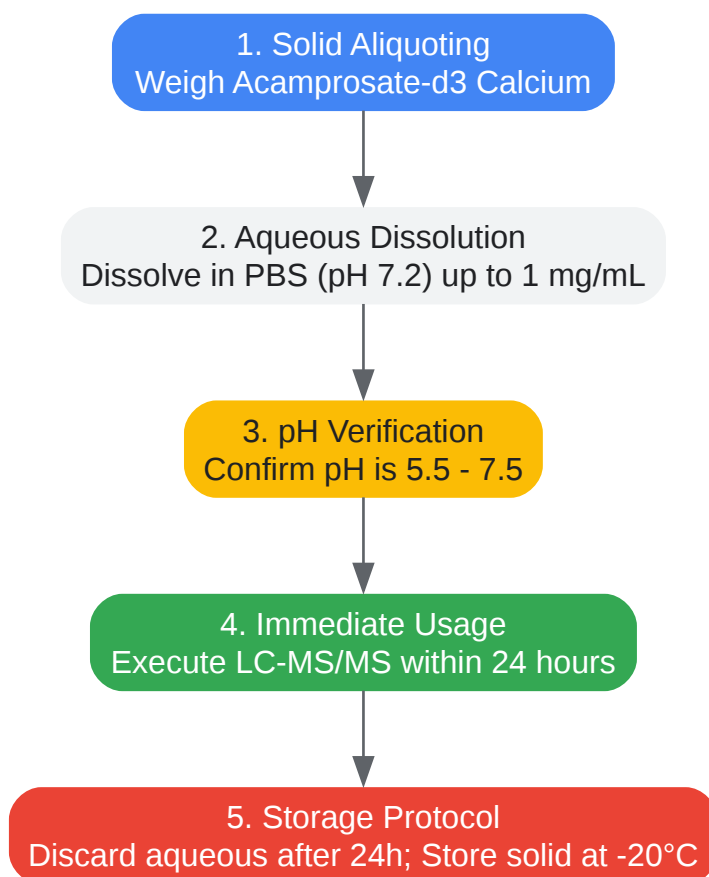 1. Solid Aliquoting
Weigh Acamprosate-d3 Calcium
2. Aqueous Dissolution
Dissolve in PBS (pH 7.2) up to 1 mg/mL
3. pH Verification
Confirm pH is 5.5 - 7.5
4. Immediate Usage
Execute LC-MS/MS within 24 hours
5. Storage Protocol
Discard aqueous after 24h; Store solid at -20°C